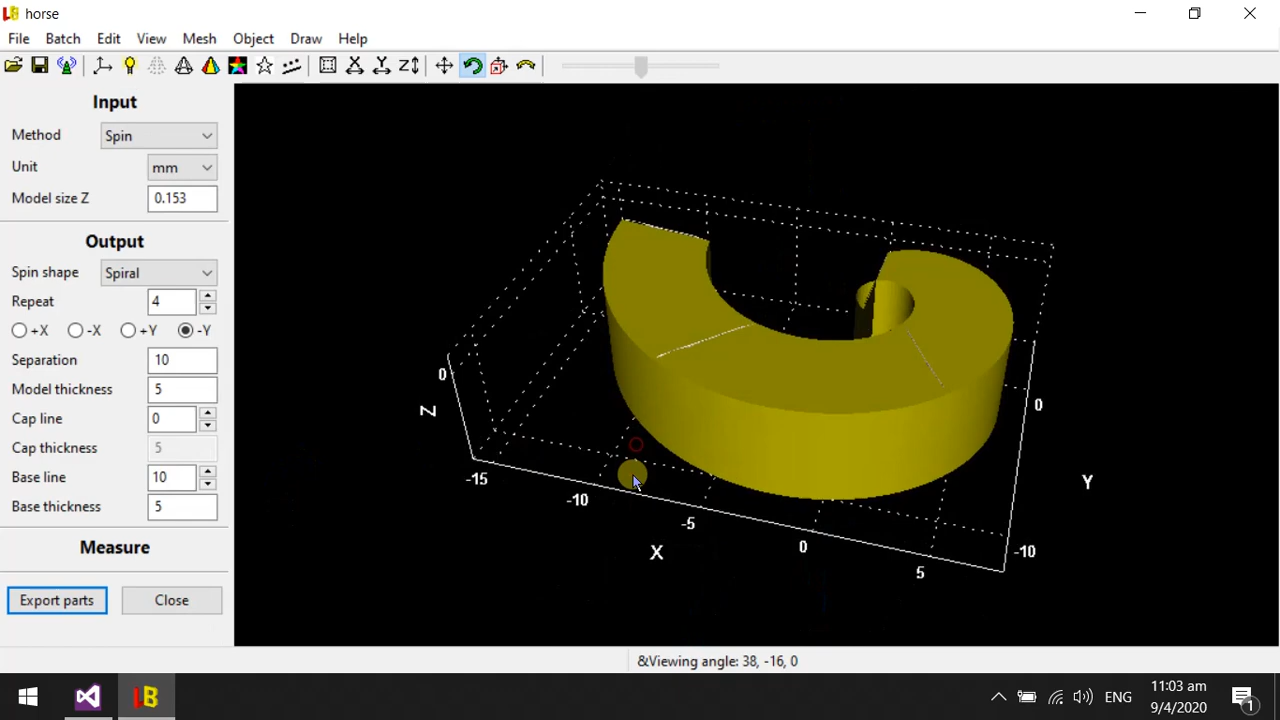 horse
File Batch Edit View Mesh Object Draw Help
Input
Method Spin
Unit mm
Model size Z 0.153
Output
Spin shape Spiral
Repeat 4
+X -X +Y -Y
Separation 10
Model thickness 5
Cap line 0
Cap thickness 5
Base line 10
Base thickness 5
Measure
Export parts Close
0
Z
-15
-10
-5
X
0
5
0
Y
-10
&Viewing angle: 38, -16, 0
ENG
11:03 am
9/4/2020
1